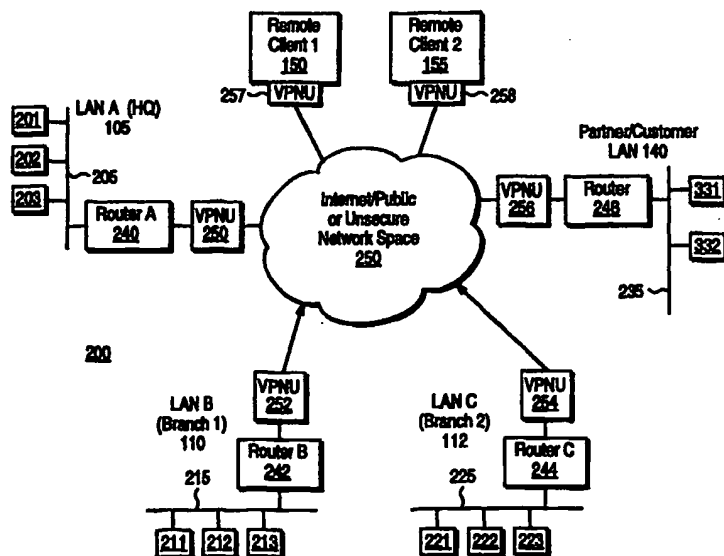 Remote
Client 1
150
VPNU
257
Remote
Client 2
155
VPNU
258
LAN A (HQ)
105
201
202
203
205
Router A
240
VPNU
250
Internet/Public
or Unsecure
Network Space
250
Partner/Customer
LAN 140
VPNU
256
Router
248
331
332
235
200
VPNU
252
LAN B
(Branch 1)
110
Router B
242
215
211
212
213
VPNU
254
LAN C
(Branch 2)
112
Router C
244
225
221
222
223